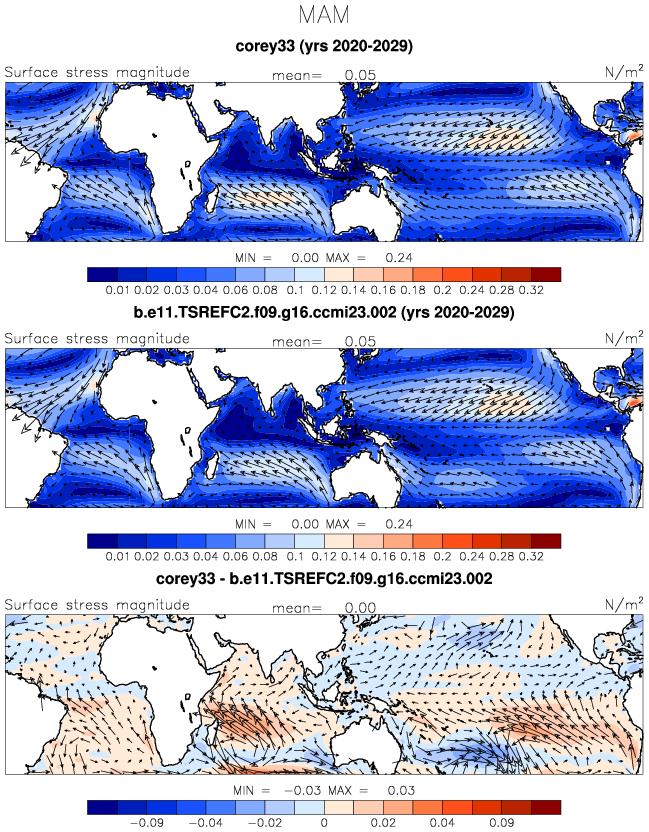 MAM
corey33 (yrs 2020-2029)
Surface stress magnitude mean= 0.05 N/m²
MIN = 0.00 MAX = 0.24
0.01 0.02 0.03 0.04 0.06 0.08 0.1 0.12 0.14 0.16 0.18 0.2 0.24 0.28 0.32
b.e11.TSREFC2.f09.g16.ccmi23.002 (yrs 2020-2029)
Surface stress magnitude mean= 0.05 N/m²
MIN = 0.00 MAX = 0.24
0.01 0.02 0.03 0.04 0.06 0.08 0.1 0.12 0.14 0.16 0.18 0.2 0.24 0.28 0.32
corey33 - b.e11.TSREFC2.f09.g16.ccmi23.002
Surface stress magnitude mean= 0.00 N/m²
MIN = −0.03 MAX = 0.03
−0.09 −0.04 −0.02 0 0.02 0.04 0.09